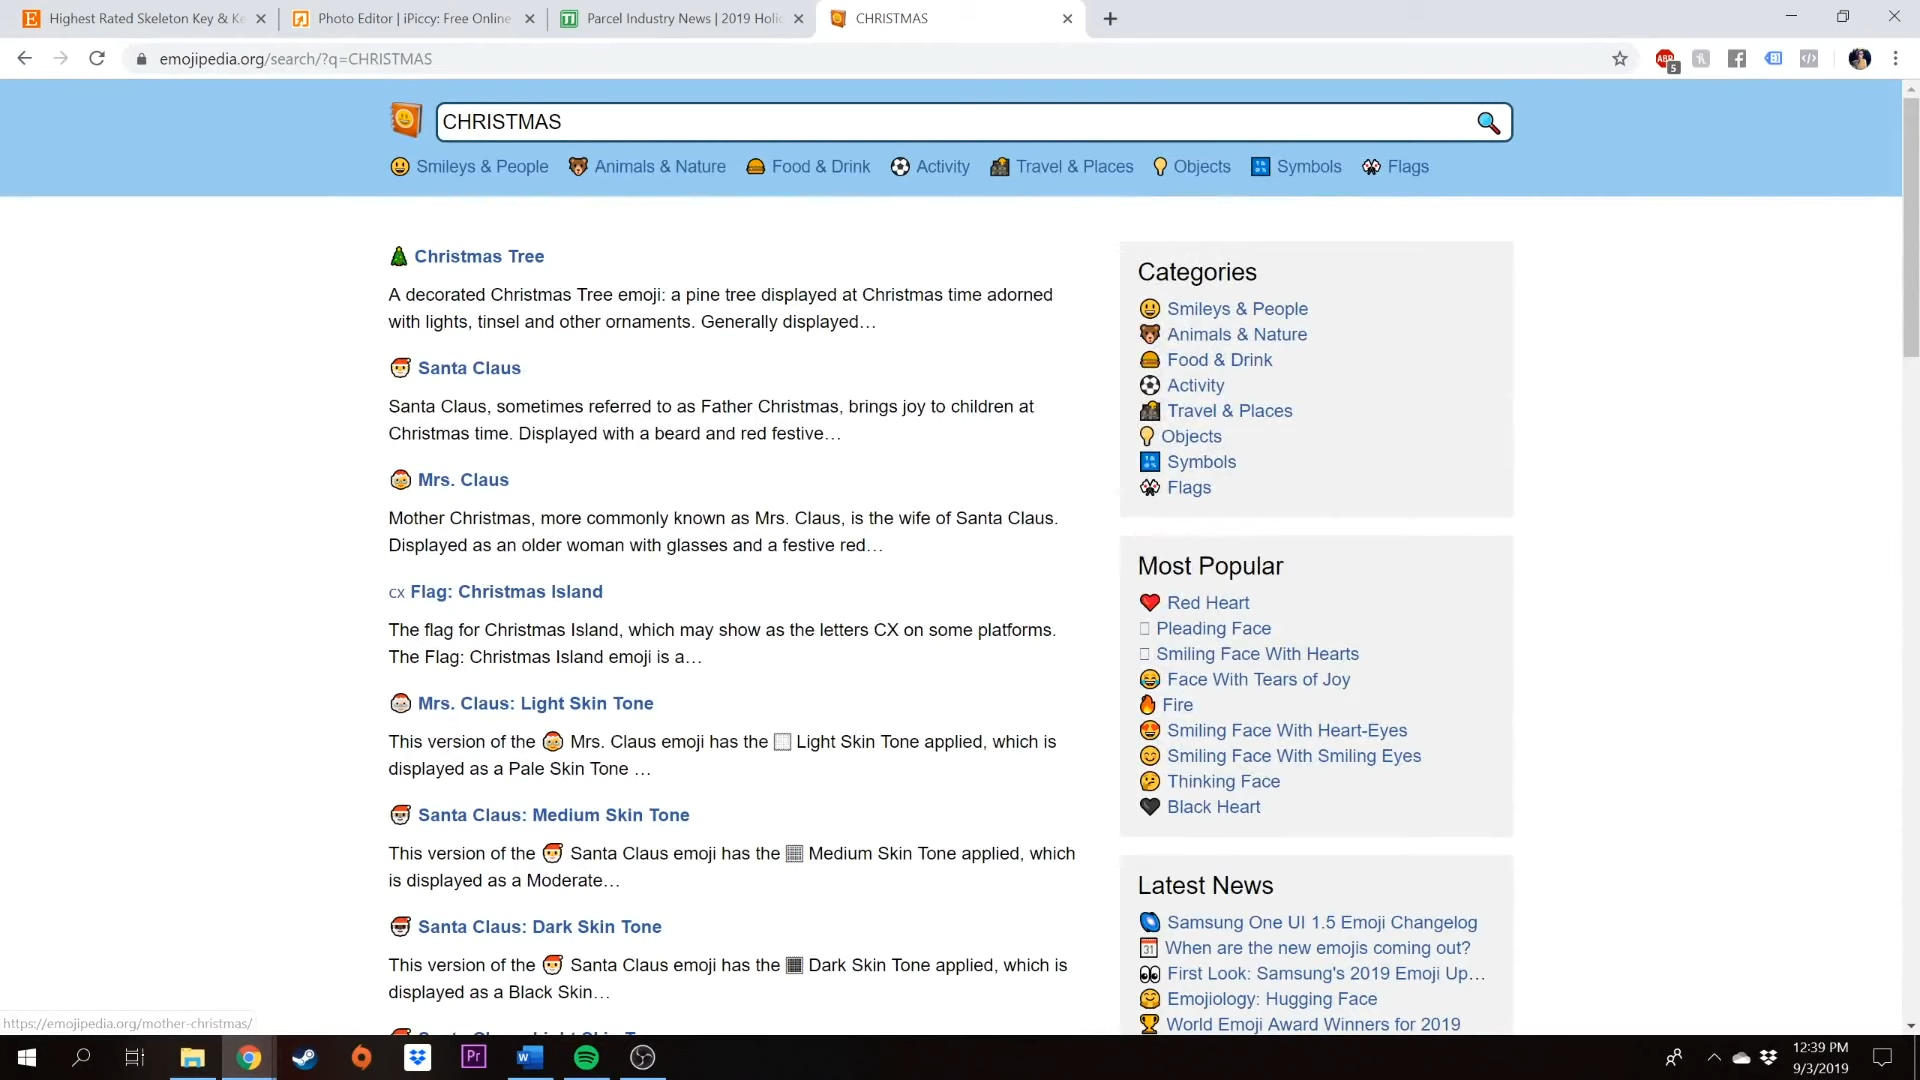 Highest Rated Skeleton Key & Ke
Photo Editor | iPiccy: Free Online
Parcel Industry News | 2019 Holic
CHRISTMAS
emojipedia.org/search/?q=CHRISTMAS
CHRISTMAS
Smileys & People
Animals & Nature
Food & Drink
Activity
Travel & Places
Objects
Symbols
Flags
Christmas Tree
A decorated Christmas Tree emoji: a pine tree displayed at Christmas time adorned
with lights, tinsel and other ornaments. Generally displayed…
Santa Claus
Santa Claus, sometimes referred to as Father Christmas, brings joy to children at
Christmas time. Displayed with a beard and red festive…
Mrs. Claus
Mother Christmas, more commonly known as Mrs. Claus, is the wife of Santa Claus.
Displayed as an older woman with glasses and a festive red…
CX Flag: Christmas Island
The flag for Christmas Island, which may show as the letters CX on some platforms.
The Flag: Christmas Island emoji is a…
Mrs. Claus: Light Skin Tone
This version of the Mrs. Claus emoji has the Light Skin Tone applied, which is
displayed as a Pale Skin Tone …
Santa Claus: Medium Skin Tone
This version of the Santa Claus emoji has the Medium Skin Tone applied, which
is displayed as a Moderate…
Santa Claus: Dark Skin Tone
This version of the Santa Claus emoji has the Dark Skin Tone applied, which is
displayed as a Black Skin…
Categories
Smileys & People
Animals & Nature
Food & Drink
Activity
Travel & Places
Objects
Symbols
Flags
Most Popular
Red Heart
Pleading Face
Smiling Face With Hearts
Face With Tears of Joy
Fire
Smiling Face With Heart-Eyes
Smiling Face With Smiling Eyes
Thinking Face
Black Heart
Latest News
Samsung One UI 1.5 Emoji Changelog
When are the new emojis coming out?
First Look: Samsung's 2019 Emoji Up…
Emojiology: Hugging Face
World Emoji Award Winners for 2019
https://emojipedia.org/mother-christmas/
12:39 PM
9/3/2019